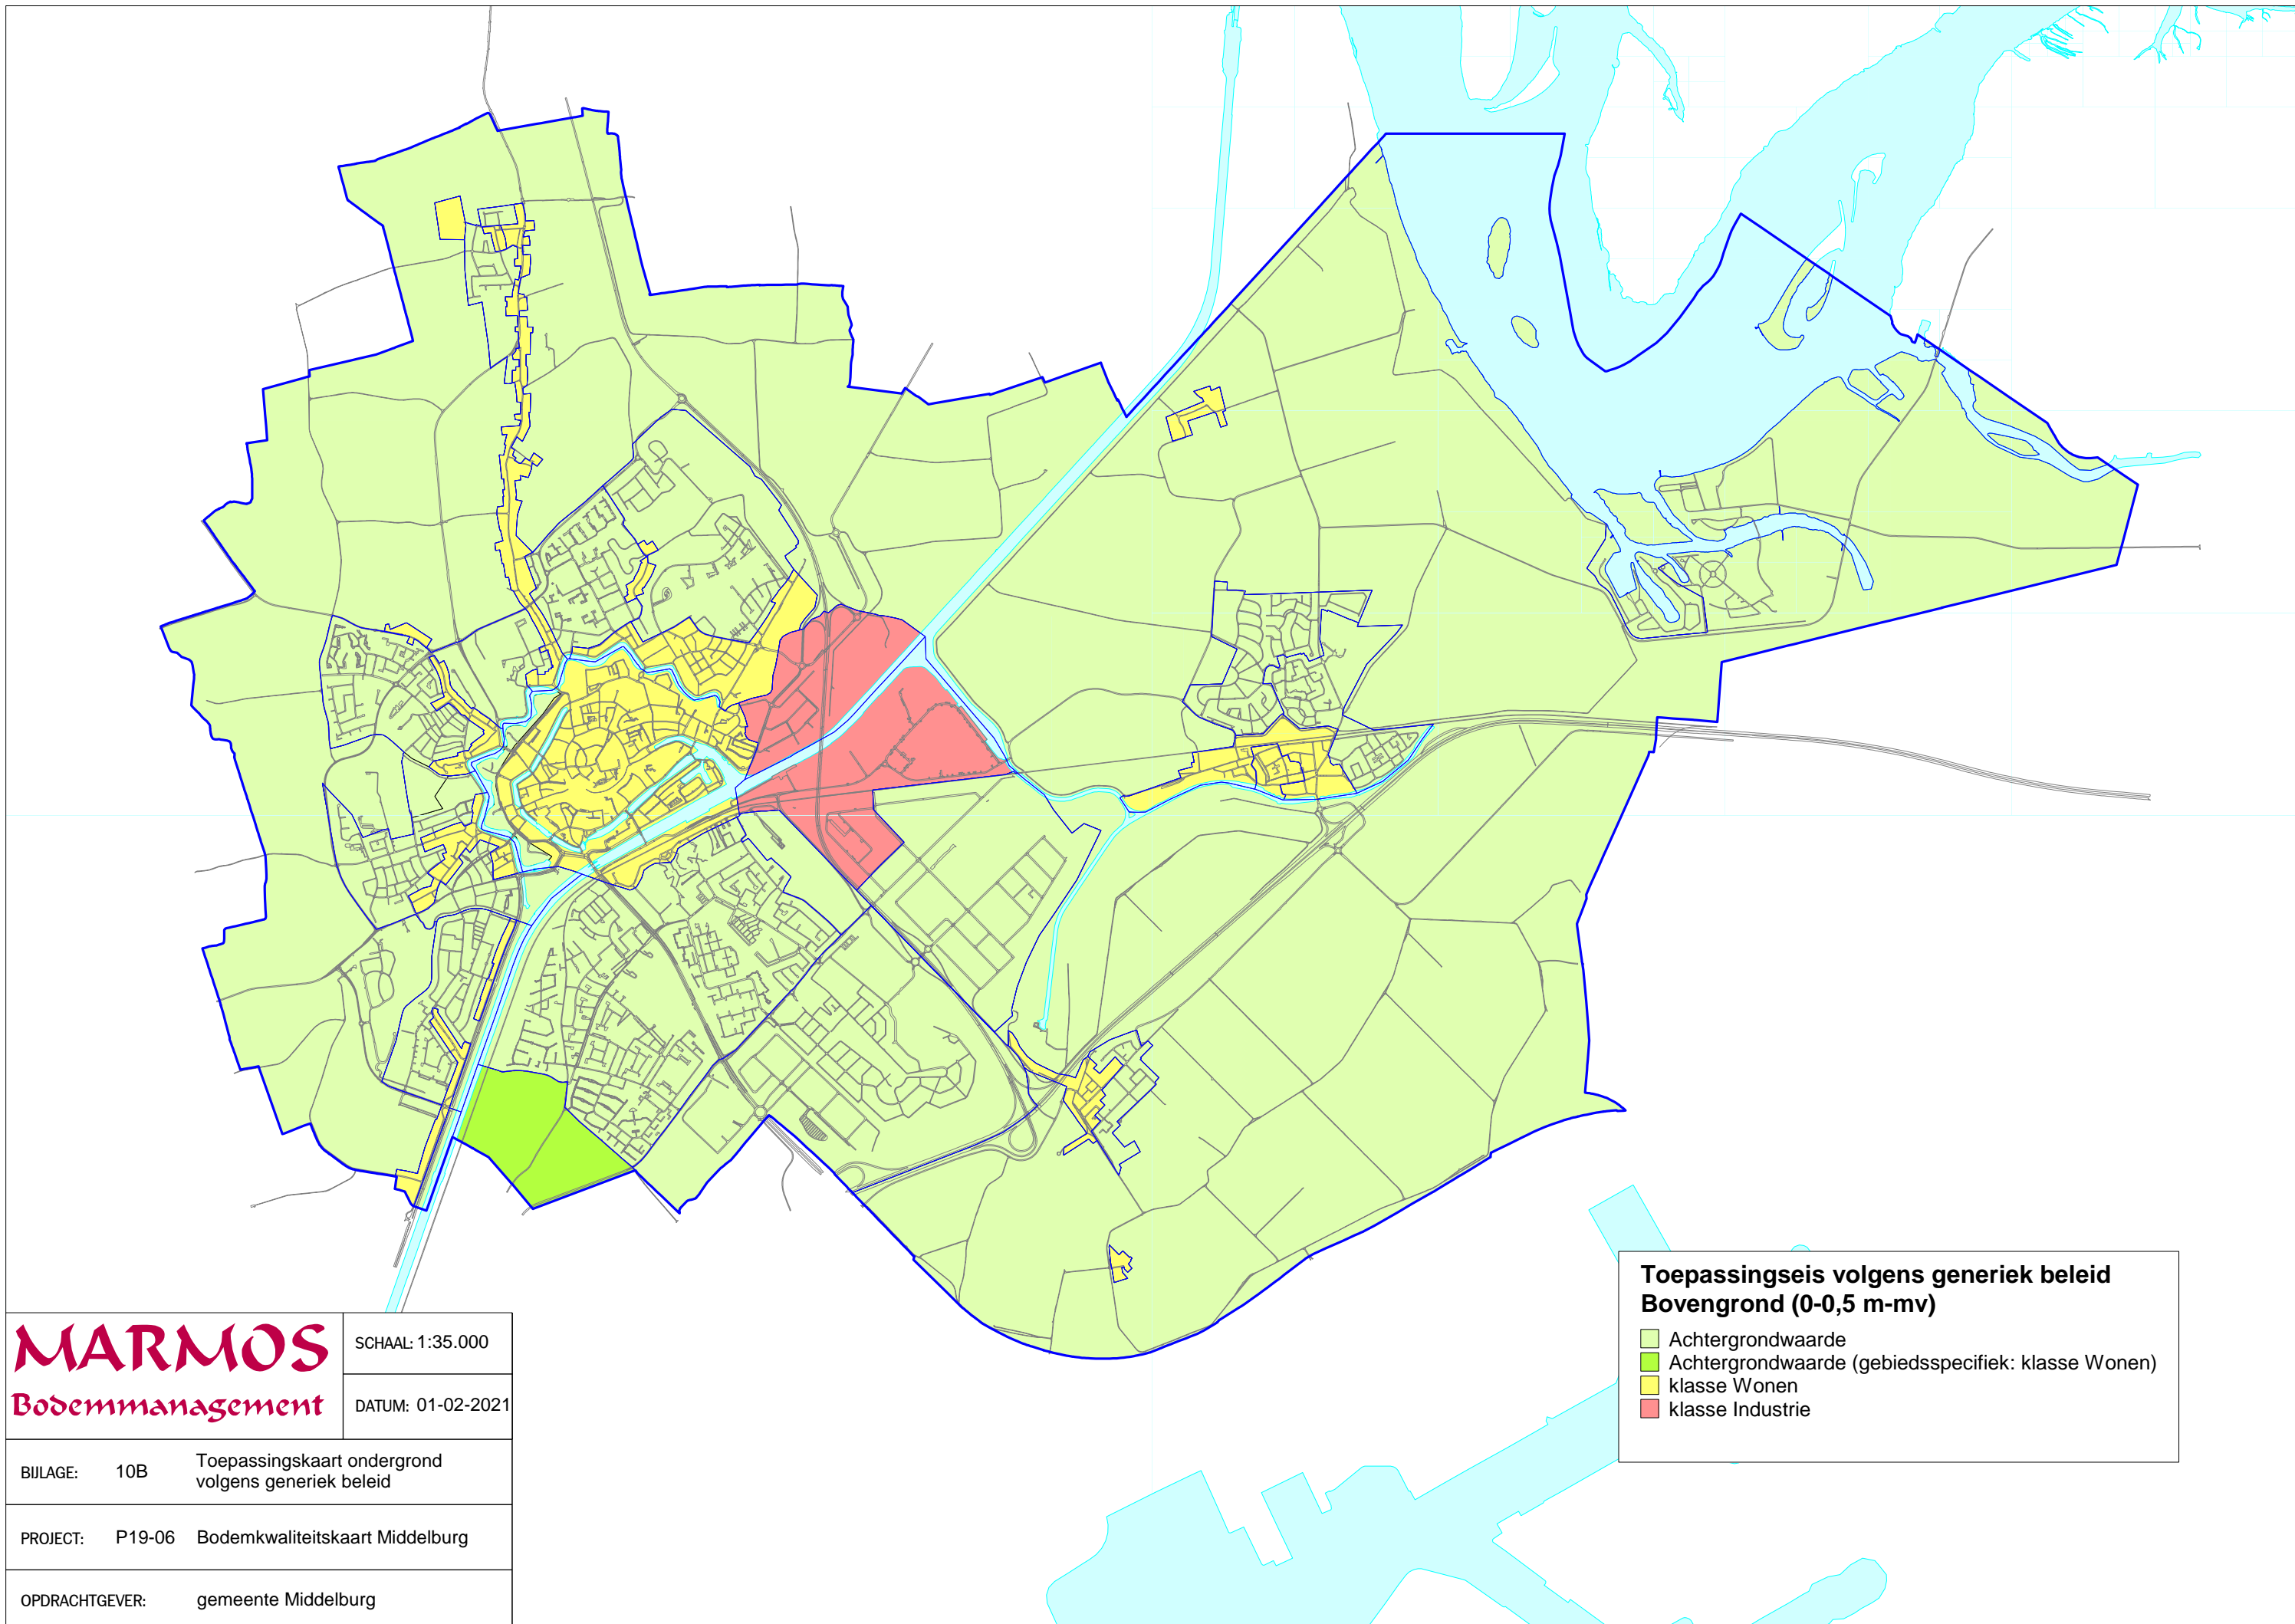 Toepassingseis volgens generiek beleid
Bovengrond (0-0,5 m-mv)
Achtergrondwaarde
Achtergrondwaarde (gebiedsspecifiek: klasse Wonen)
klasse Wonen
klasse Industrie
MARMOS
Bodemmanagement
SCHAAL: 1:35.000
DATUM: 01-02-2021
BIJLAGE: 10B Toepassingskaart ondergrond
volgens generiek beleid
PROJECT: P19-06 Bodemkwaliteitskaart Middelburg
OPDRACHTGEVER: gemeente Middelburg